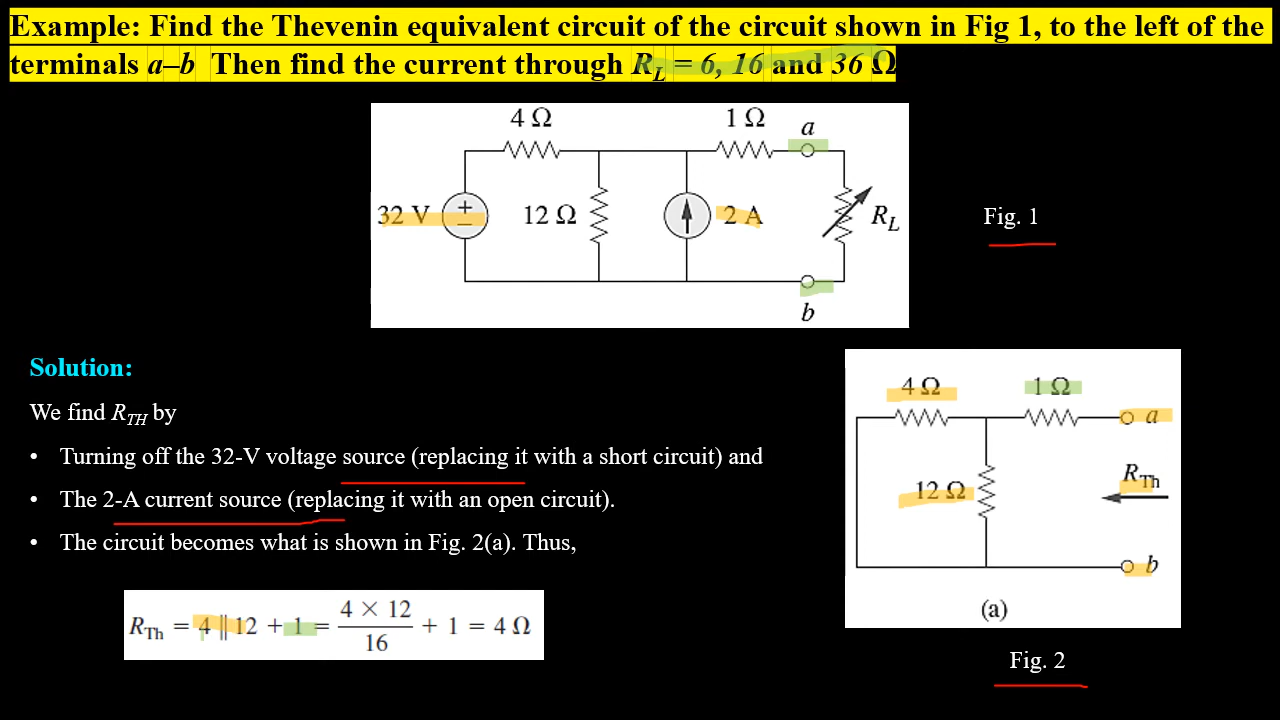 Example: Find the Thevenin equivalent circuit of the circuit shown in Fig 1, to the left of the
terminals a–b Then find the current through R_L = 6, 16 and 36 Ω
4 Ω
1 Ω
a
32 V
+
−
12 Ω
2 A
R_L
b
Fig. 1
Solution:
We find R_TH by
• Turning off the 32-V voltage source (replacing it with a short circuit) and
• The 2-A current source (replacing it with an open circuit).
• The circuit becomes what is shown in Fig. 2(a). Thus,
R_Th = 4 || 12 + 1 = 4 × 12 / 16 + 1 = 4 Ω
4 Ω
1 Ω
a
12 Ω
R_Th
b
(a)
Fig. 2